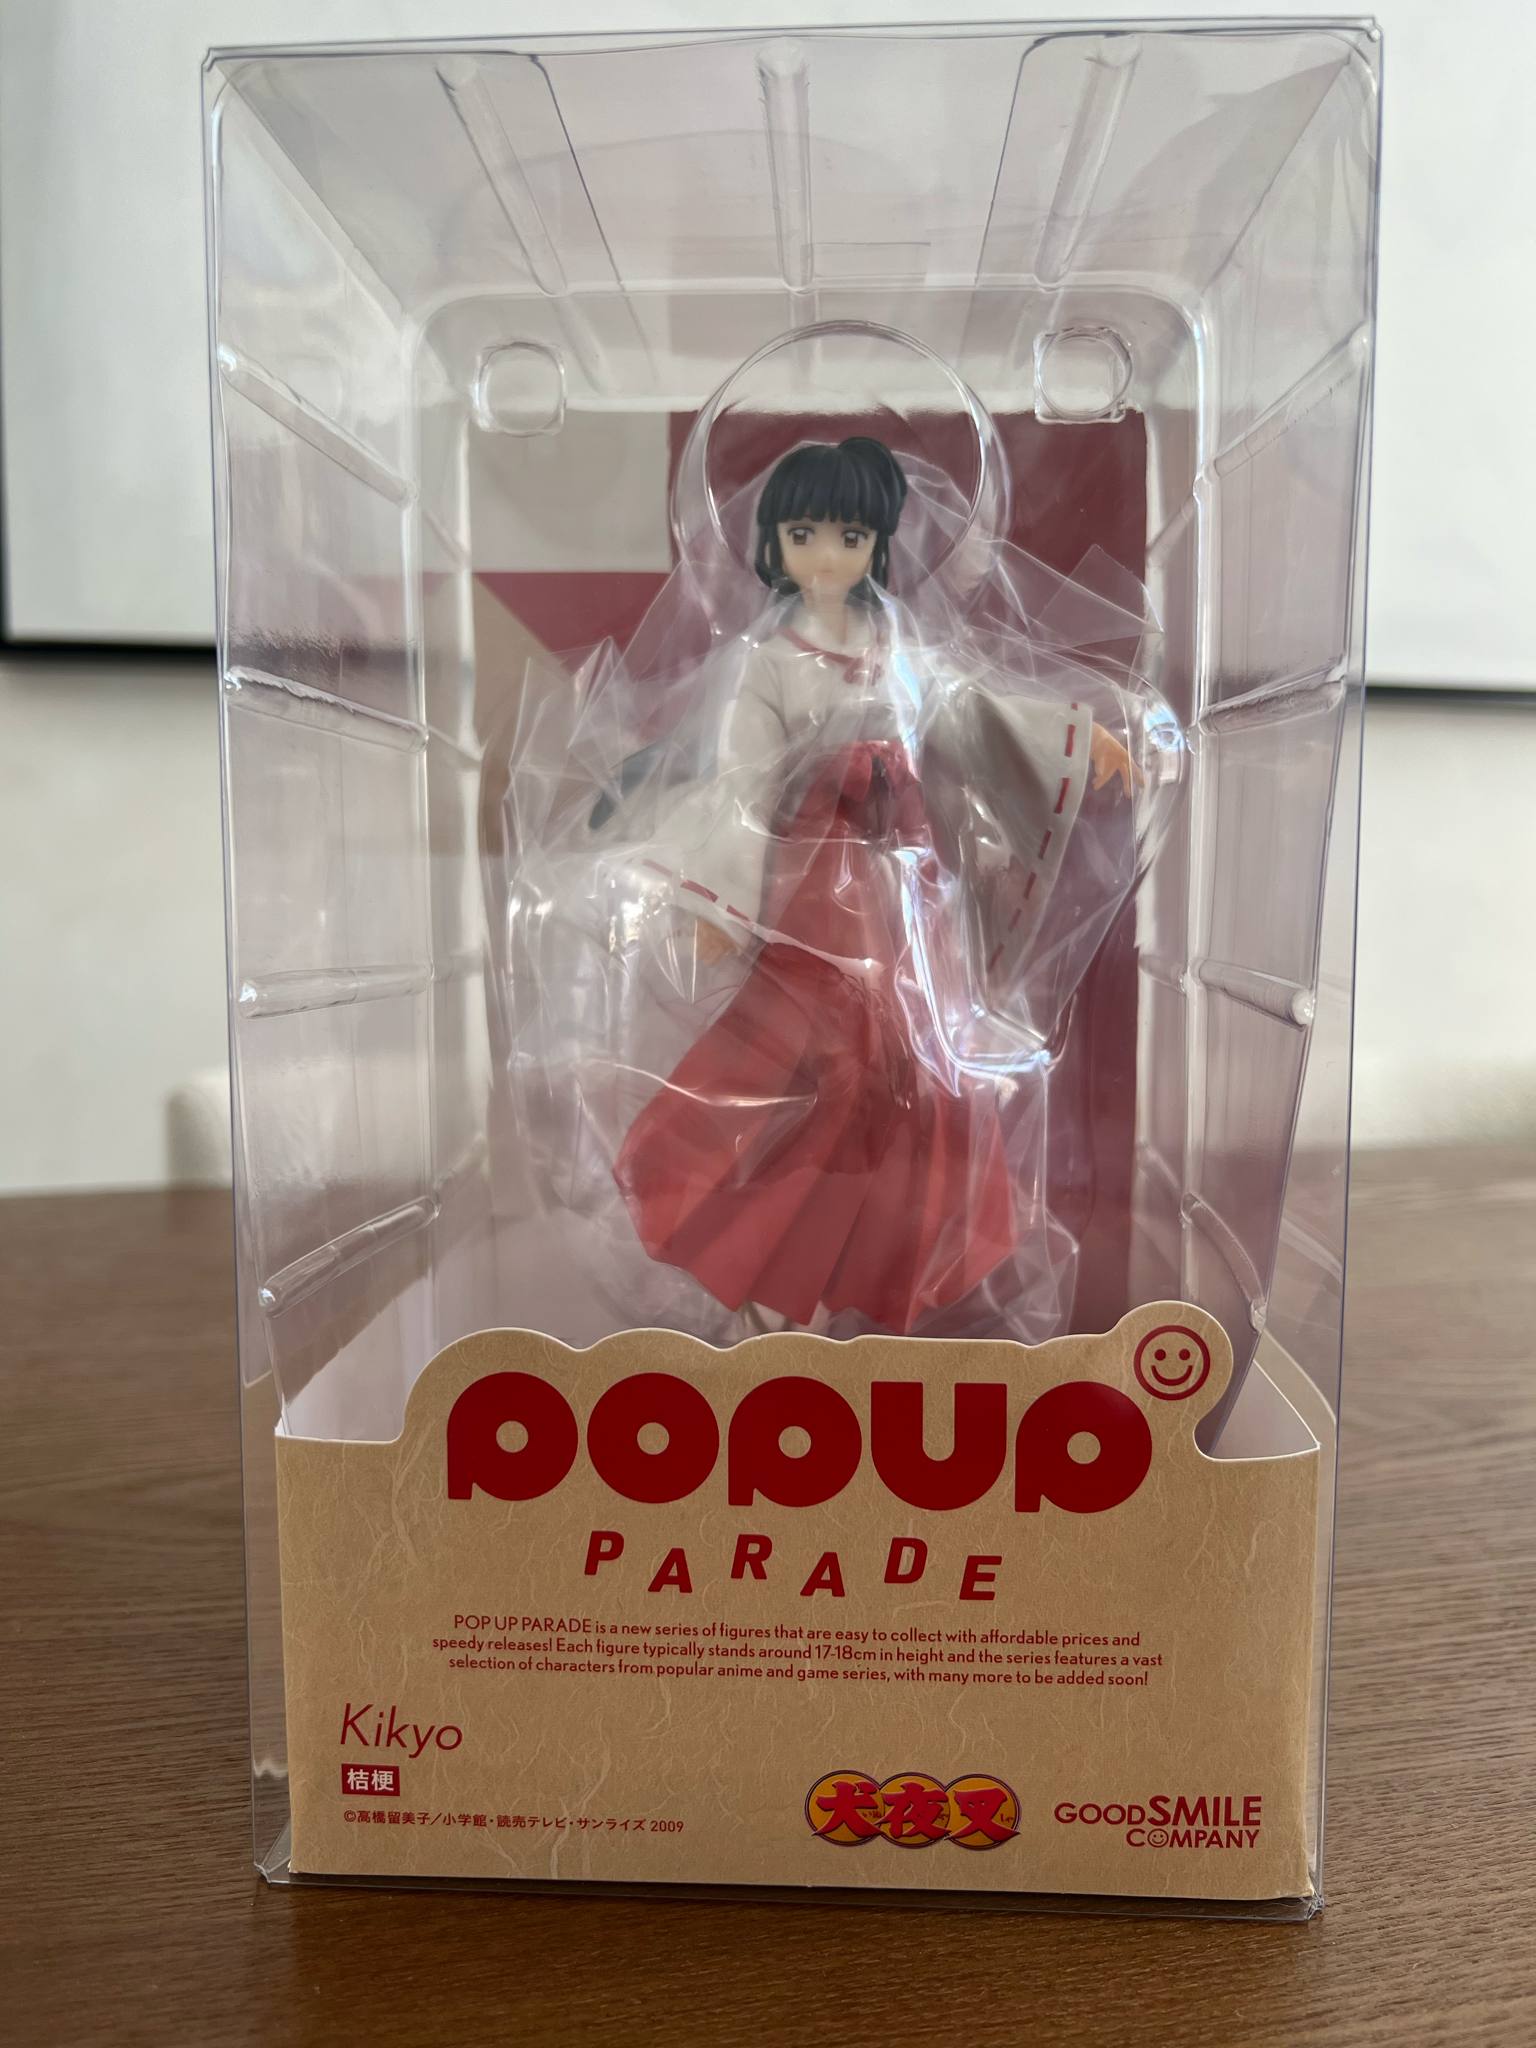 POPUP
PARADE
POP UP PARADE is a new series of figures that are easy to collect with affordable prices and
speedy releases! Each figure typically stands around 17-18cm in height and the series features a vast
selection of characters from popular anime and game series, with many more to be added soon!
Kikyo
桔梗
©高橋留美子／小学館・読売テレビ・サンライズ 2009
犬夜叉
GOODSMILE
COMPANY